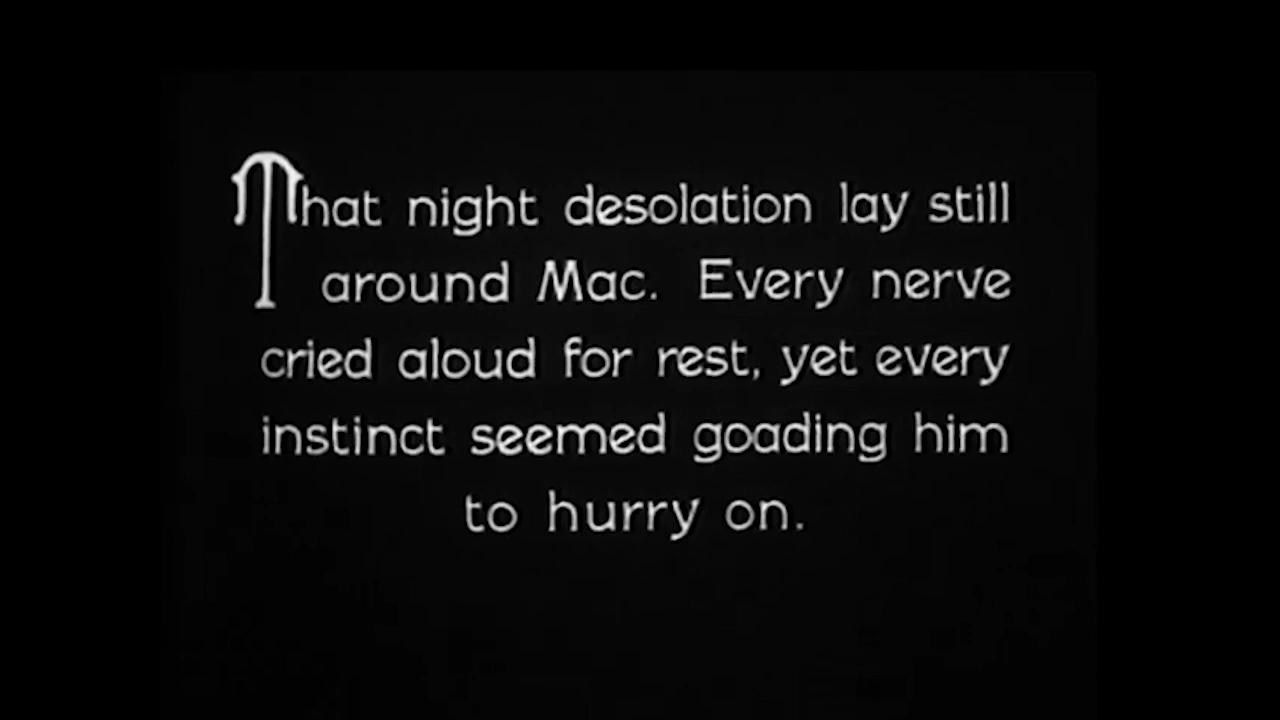 That night desolation lay still
around Mac. Every nerve
cried aloud for rest, yet every
instinct seemed goading him
to hurry on.